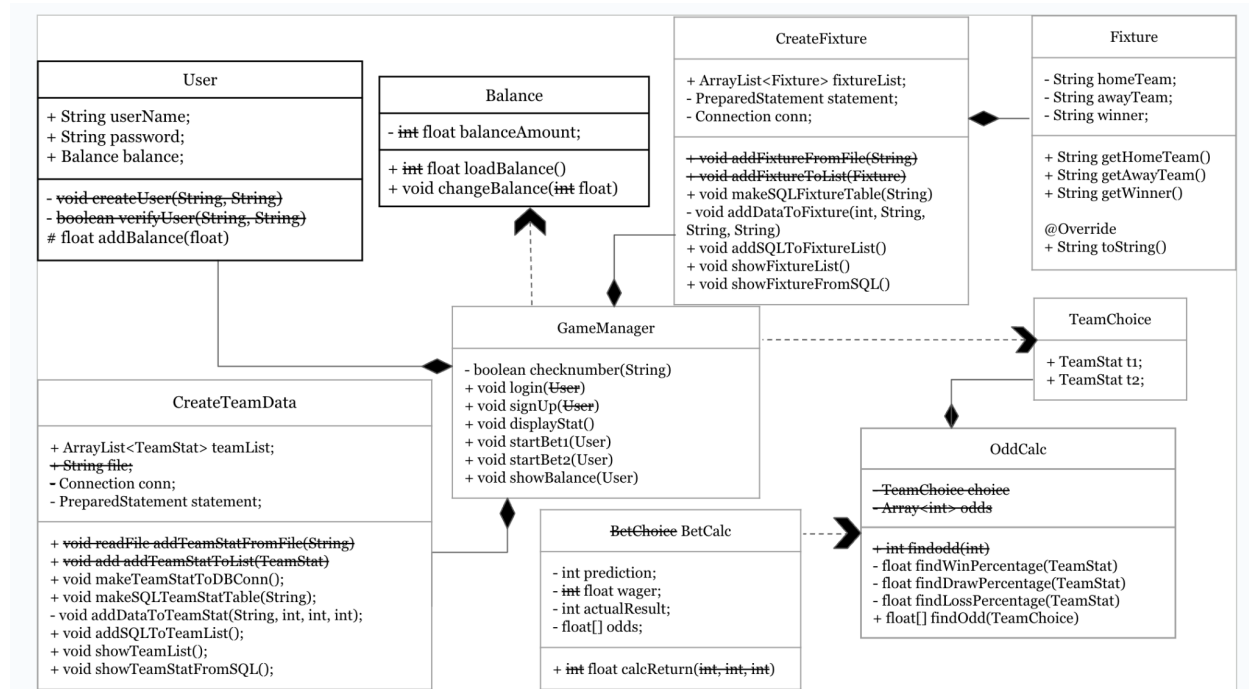 User
+ String userName;
+ String password;
+ Balance balance;
- void createUser(String, String)
- boolean verifyUser(String, String)
# float addBalance(float)
Balance
- int float balanceAmount;
+ int float loadBalance()
+ void changeBalance(int float)
CreateFixture
+ ArrayList<Fixture> fixtureList;
- PreparedStatement statement;
- Connection conn;
+ void addFixtureFromFile(String)
+ void addFixtureToList(Fixture)
+ void makeSQLFixtureTable(String)
- void addDataToFixture(int, String,
String, String)
+ void addSQLToFixtureList()
+ void showFixtureList()
+ void showFixtureFromSQL()
Fixture
- String homeTeam;
- String awayTeam;
- String winner;
+ String getHomeTeam()
+ String getAwayTeam()
+ String getWinner()
@Override
+ String toString()
GameManager
- boolean checknumber(String)
+ void login(User)
+ void signUp(User)
+ void displayStat()
+ void startBet1(User)
+ void startBet2(User)
+ void showBalance(User)
TeamChoice
+ TeamStat t1;
+ TeamStat t2;
CreateTeamData
+ ArrayList<TeamStat> teamList;
+ String file;
- Connection conn;
- PreparedStatement statement;
+ void readFile addTeamStatFromFile(String)
+ void add addTeamStatToList(TeamStat)
+ void makeTeamStatToDBConn();
+ void makeSQLTeamStatTable(String);
- void addDataToTeamStat(String, int, int, int);
+ void addSQLToTeamList();
+ void showTeamList();
+ void showTeamStatFromSQL();
BetChoice BetCalc
- int prediction;
- int float wager;
- int actualResult;
- float[] odds;
+ int float calcReturn(int, int, int)
OddCalc
- TeamChoice choice
- Array<int> odds
+ int findodd(int)
- float findWinPercentage(TeamStat)
- float findDrawPercentage(TeamStat)
- float findLossPercentage(TeamStat)
+ float[] findOdd(TeamChoice)